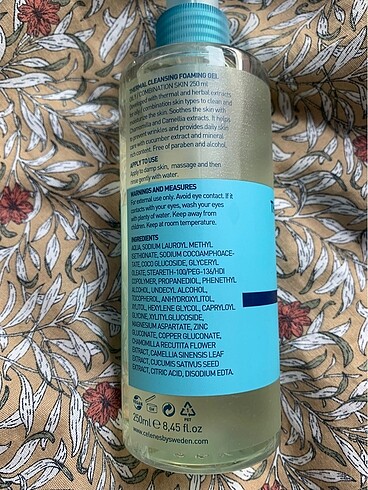 THERMAL CLEANSING FOAMING GEL
OILY/COMBINATION SKIN 250 ml
Developed with thermal and herbal extracts
for oily/combination skin types to clean and
moisturize the skin. Soothes the skin with
Chamomilla and Camellia extracts. It helps
to prevent wrinkles and provides daily skin
care with cucumber extract and mineral
rich content. Free of paraben and alcohol.
APPLY TO USE
Apply to damp skin, massage and then
rinse gently with water.
WARNINGS AND MEASURES
For external use only. Avoid eye contact. If it
contacts with your eyes, wash your eyes
with plenty of water. Keep away from
children. Keep at room temperature.
INGREDIENTS
AQUA, SODIUM LAUROYL METHYL
ISETHIONATE, SODIUM COCOAMPHOACE-
TATE, COCO GLUCOSIDE, GLYCERYL
OLEATE, STEARETH-100/PEG-136/HDI
COPOLYMER, PROPANEDIOL, PHENETHYL
ALCOHOL, UNDECYL ALCOHOL,
TOCOPHEROL, ANHYDROXYLITOL,
XYLITOL, HEXYLENE GLYCOL, CAPRYLOYL
GLYCINE, XYLITYLGLUCOSIDE,
MAGNESIUM ASPARTATE, ZINC
GLUCONATE, COPPER GLUCONATE,
CHAMOMILLA RECUTITA FLOWER
EXTRACT, CAMELLIA SINENSIS LEAF
EXTRACT, CUCUMIS SATIVUS SEED
EXTRACT, CITRIC ACID, DISODIUM EDTA.
VEGAN
PET
250ml e 8,45 fl.oz
www.celenesbysweden.com